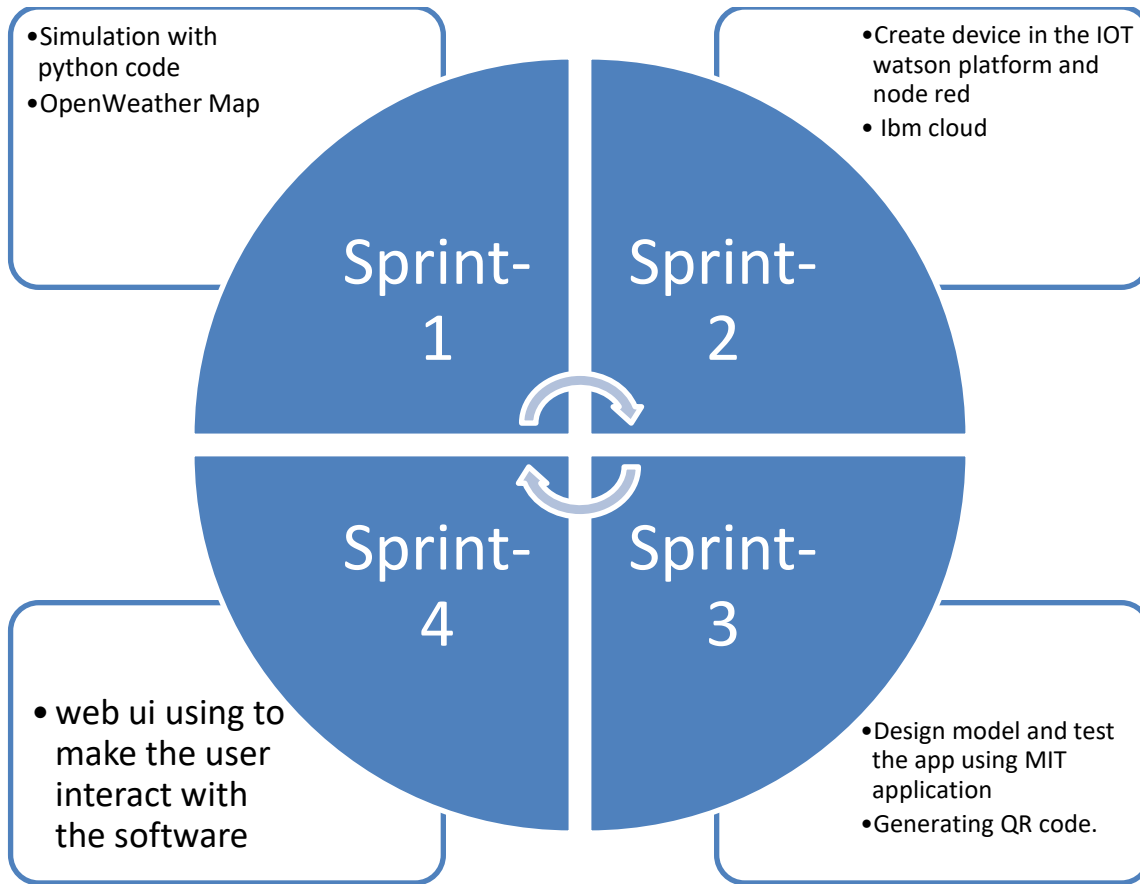 •Simulation with
python code
•OpenWeather Map
•Create device in the IOT
watson platform and
node red
• Ibm cloud
Sprint-
1
Sprint-
2
Sprint-
4
Sprint-
3
• web ui using to
make the user
interact with
the software
•Design model and test
the app using MIT
application
•Generating QR code.